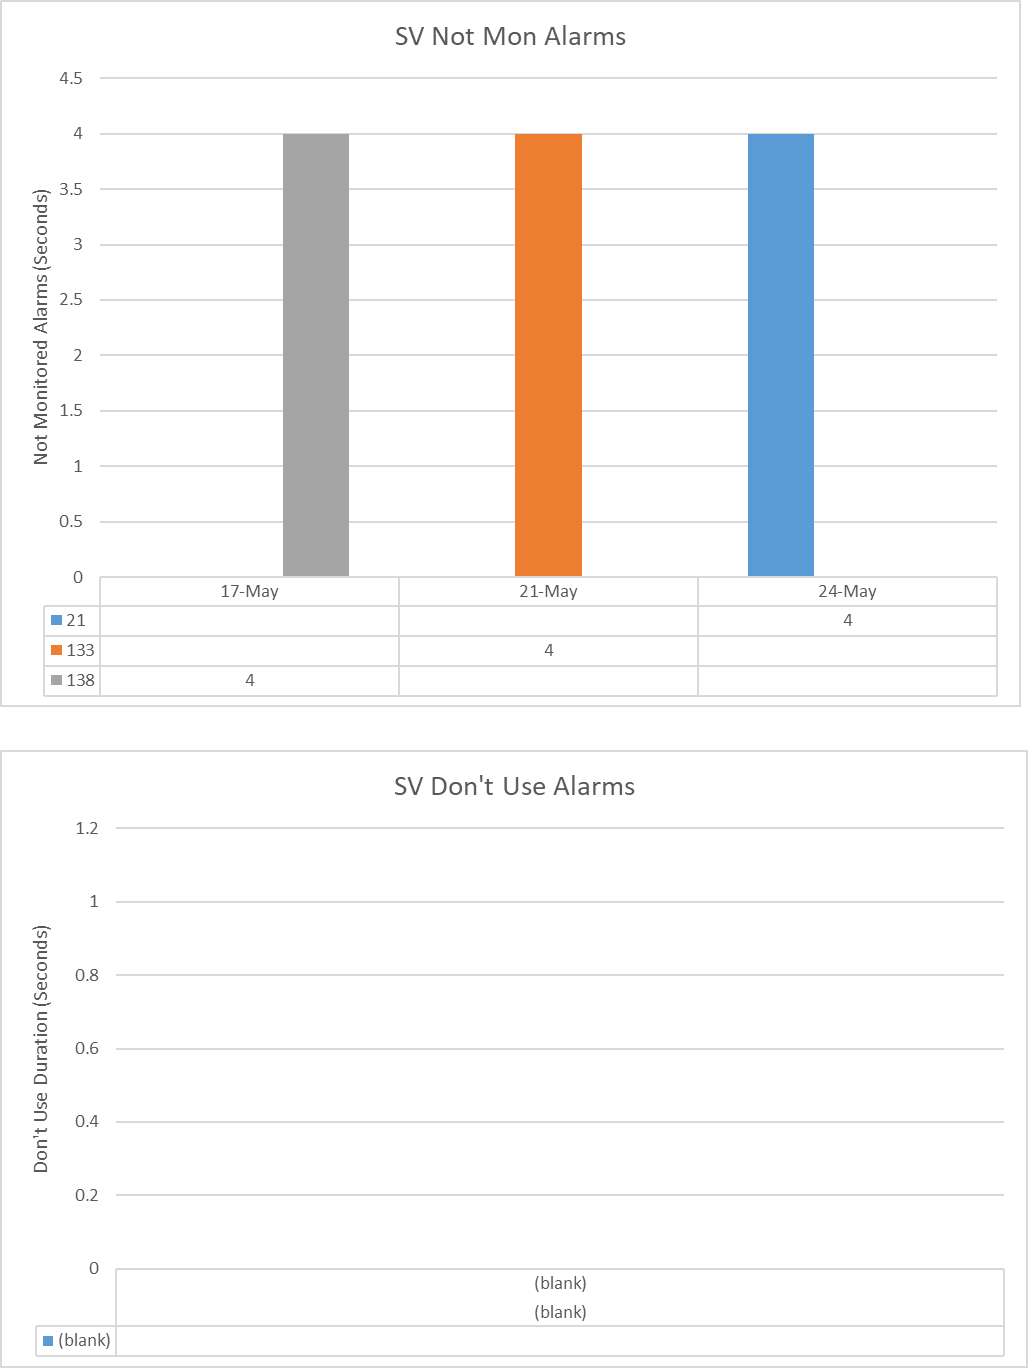 SV Not Mon Alarms
4.5
4
3.5
3
2.5
2
1.5
1
0.5
0
Not Monitored Alarms (Seconds)
17-May 21-May 24-May
21 4
133 4
138 4
SV Don't Use Alarms
1.2
1
0.8
0.6
0.4
0.2
0
Don't Use Duration (Seconds)
(blank)
(blank)
(blank)